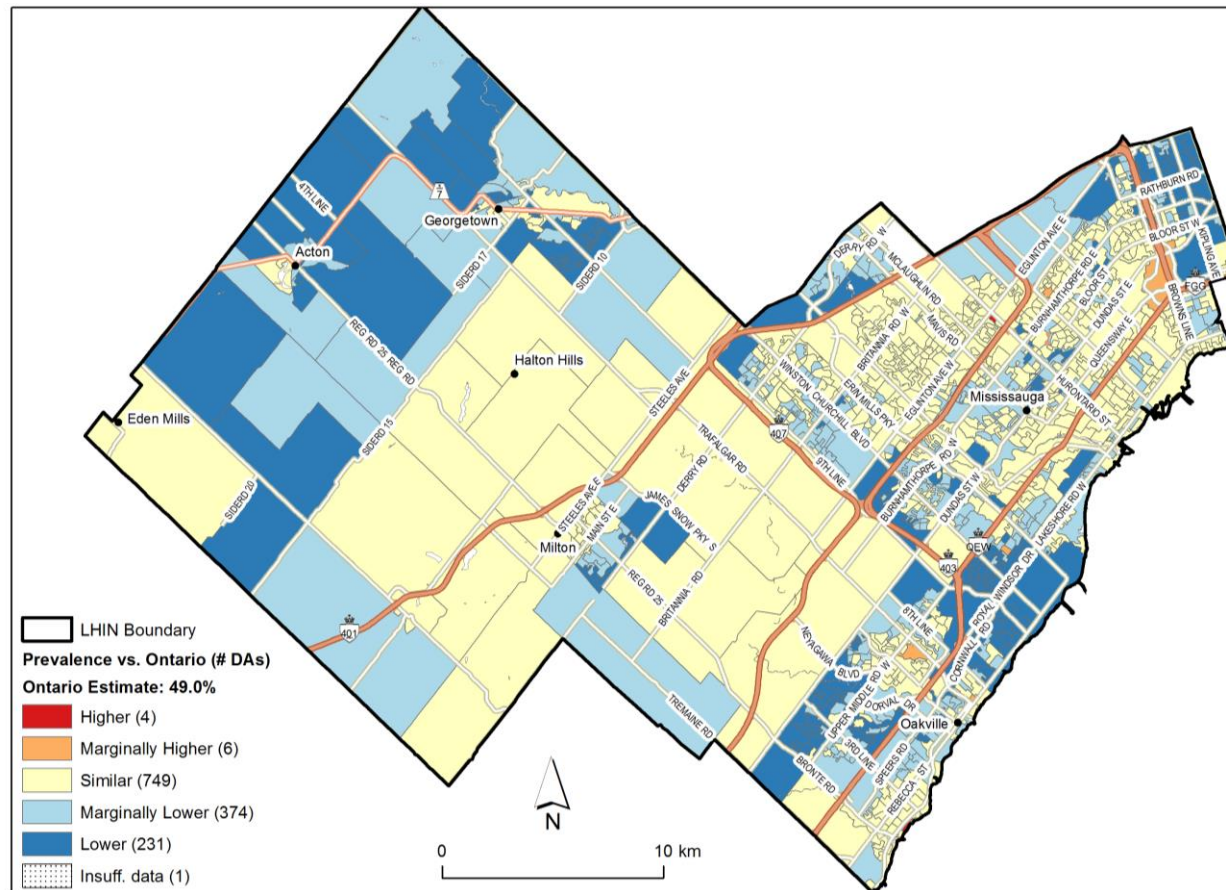 RATHBURN RD
BLOOR ST W
KIPLING AVE
FGG
BROWNS LINE
EGLINTON AVE E
BURNHAMTHORPE RD E
BLOOR ST
DUNDAS ST E
QUEENSWAY E
DERRY RD W
MCLAUGHLIN RD
MAVIS RD
BRITANNIA RD W
4TH LINE
7
Georgetown
SIDERD 10
SIDERD 17
Acton
REG RD 25 REG RD
Halton Hills
STEELES AVE
WINSTON CHURCHILL BLVD
ERIN MILLS PKY
EGLINTON AVE W
Mississauga
HURONTARIO ST
Eden Mills
SIDERD 15
SIDERD 20
TRAFALGAR RD
407
9TH LINE
BURNHAMTHORPE RD W
DUNDAS ST W
LAKESHORE RD W
DERRY RD
JAMES SNOW PKY S
STEELES AVE E
MAIN ST E
Milton
REG RD 25
BRITANNIA RD
QEW
403
ROYAL WINDSOR DR
CORNWALL RD
8TH LINE
NEYAGAWA BLVD
UPPER MIDDLE RD W
DORVAL DR
Oakville
3RD LINE
SPEERS RD
REBECCA ST
BRONTE RD
TREMAINE RD
401
LHIN Boundary
Prevalence vs. Ontario (# DAs)
Ontario Estimate: 49.0%
Higher (4)
Marginally Higher (6)
Similar (749)
Marginally Lower (374)
Lower (231)
Insuff. data (1)
N
0 10 km